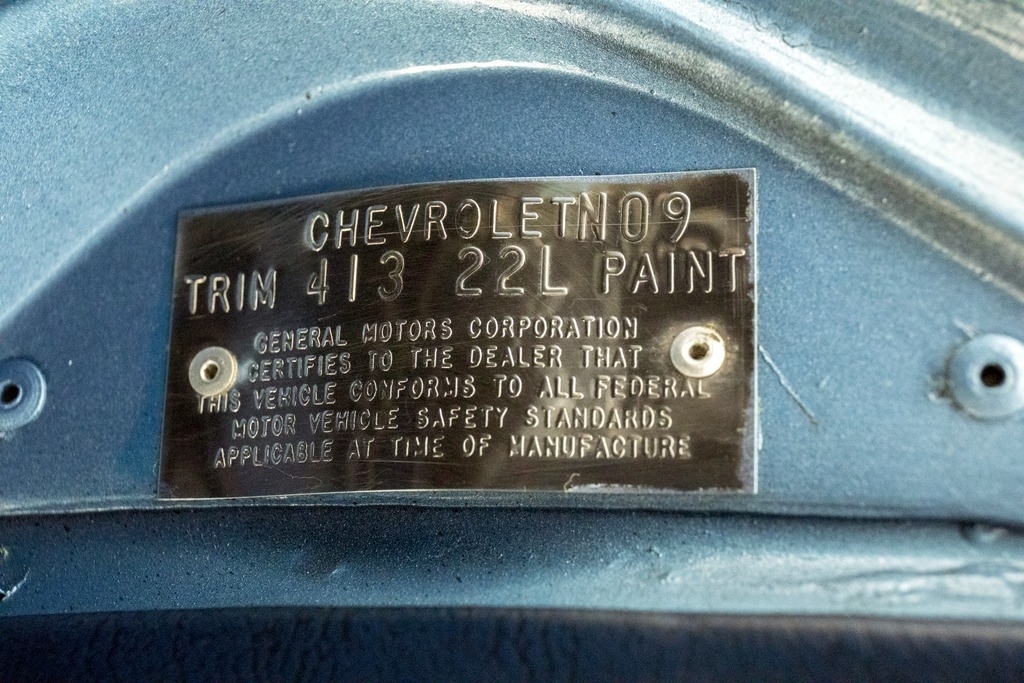 CHEVROLETN09
TRIM 413 22L PAINT
GENERAL MOTORS CORPORATION
CERTIFIES TO THE DEALER THAT
THIS VEHICLE CONFORMS TO ALL FEDERAL
MOTOR VEHICLE SAFETY STANDARDS
APPLICABLE AT TIME OF MANUFACTURE